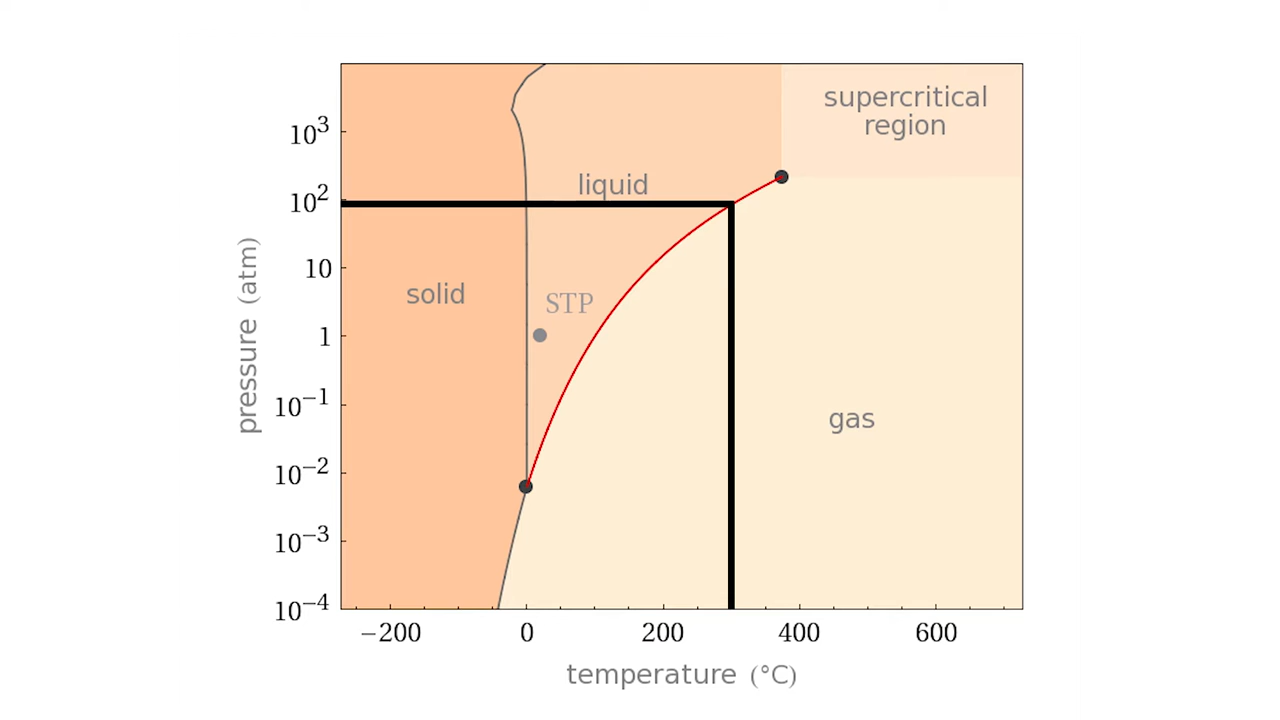 supercritical
region
10³
liquid
10²
10
solid
STP
1
pressure (atm)
10⁻¹
gas
10⁻²
10⁻³
10⁻⁴
−200 0 200 400 600
temperature (°C)